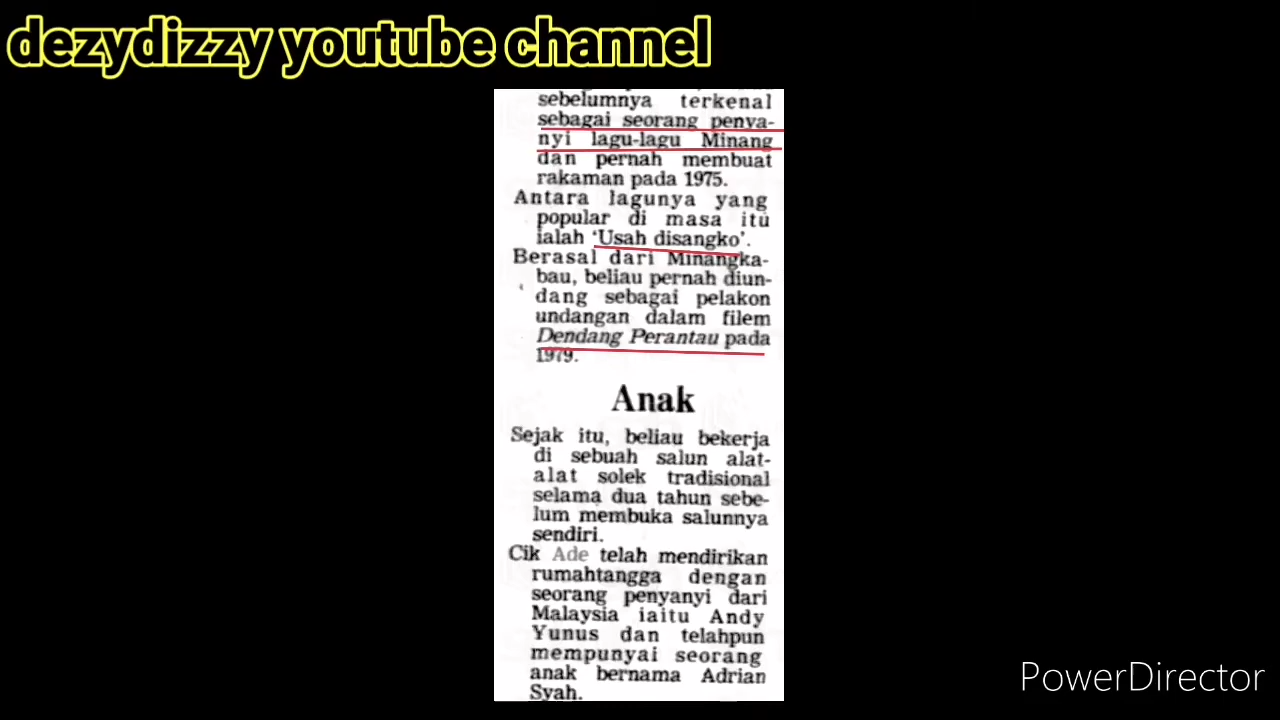 dezydizzy youtube channel
sebelumnya terkenal
sebagai seorang penya-
nyi lagu-lagu Minang
dan pernah membuat
rakaman pada 1975.
Antara lagunya yang
popular di masa itu
ialah ‘Usah disangko’.
Berasal dari Minangka-
bau, beliau pernah diun-
dang sebagai pelakon
undangan dalam filem
Dendang Perantau pada
1979.
Anak
Sejak itu, beliau bekerja
di sebuah salun alat-
alat solek tradisional
selama dua tahun sebe-
lum membuka salunnya
sendiri.
Cik Ade telah mendirikan
rumahtangga dengan
seorang penyanyi dari
Malaysia iaitu Andy
Yunus dan telahpun
mempunyai seorang
anak bernama Adrian
Syah.
PowerDirector